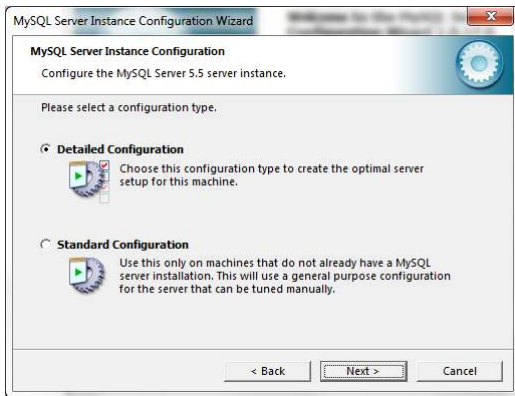 MySQL Server Instance Configuration Wizard
MySQL Server Instance Configuration
Configure the MySQL Server 5.5 server instance.
Please select a configuration type.
Detailed Configuration
Choose this configuration type to create the optimal server
setup for this machine.
Standard Configuration
Use this only on machines that do not already have a MySQL
server installation. This will use a general purpose configuration
for the server that can be tuned manually.
< Back
Next >
Cancel